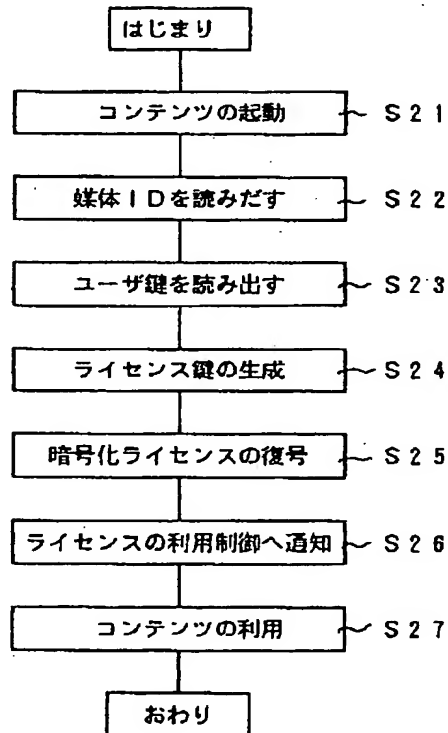 はじまり
コンテンツの起動 S21
媒体IDを読みだす S22
ユーザ鍵を読み出す S23
ライセンス鍵の生成 S24
暗号化ライセンスの復号 S25
ライセンスの利用制御へ通知 S26
コンテンツの利用 S27
おわり